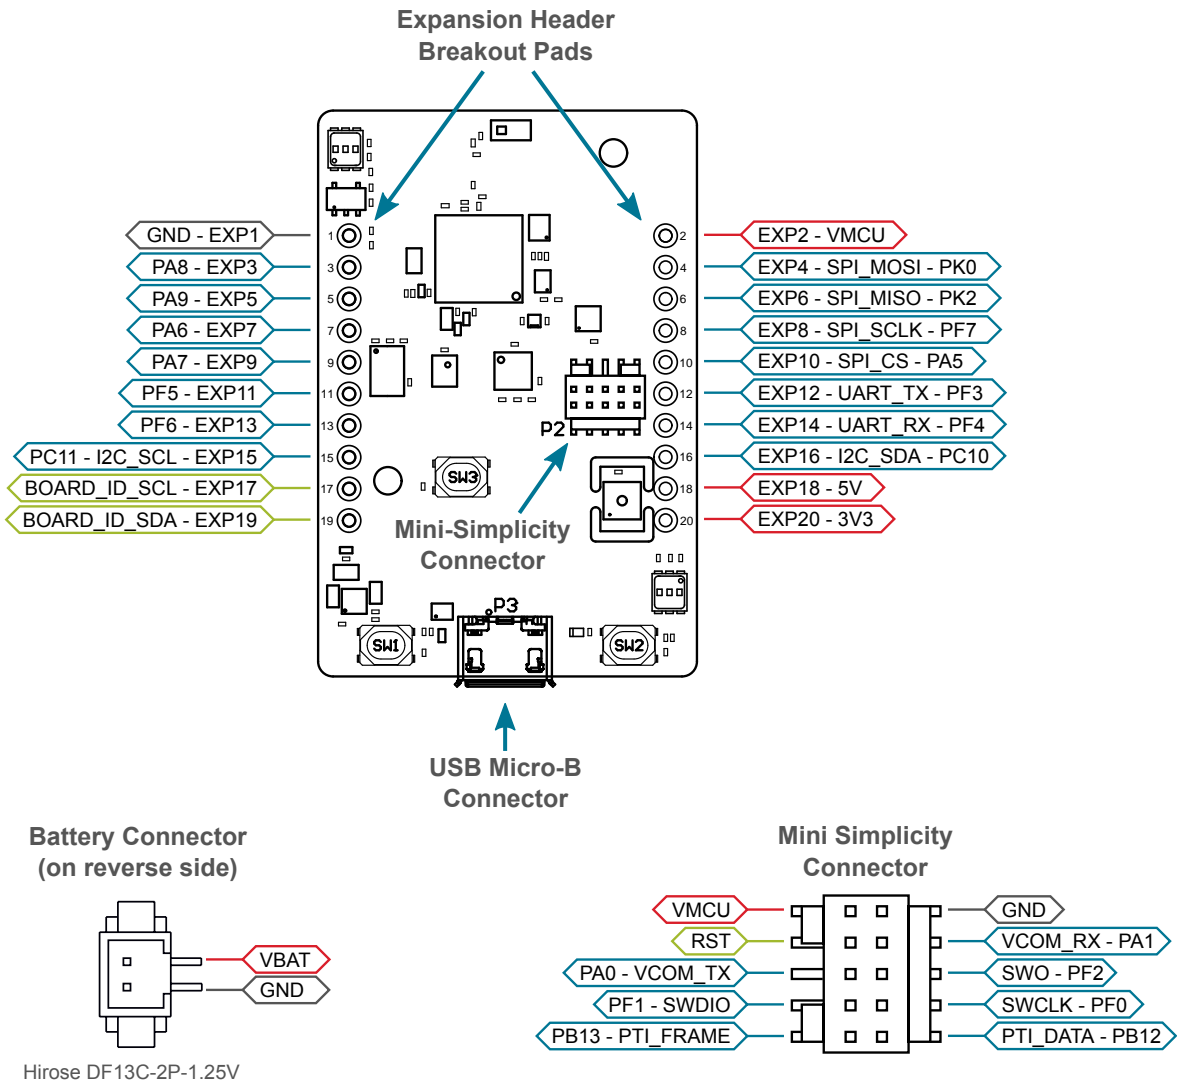 Expansion Header
Breakout Pads
GND - EXP1
1
2
EXP2 - VMCU
PA8 - EXP3
3
4
EXP4 - SPI_MOSI - PK0
PA9 - EXP5
5
6
EXP6 - SPI_MISO - PK2
PA6 - EXP7
7
8
EXP8 - SPI_SCLK - PF7
PA7 - EXP9
9
10
EXP10 - SPI_CS - PA5
PF5 - EXP11
11
12
EXP12 - UART_TX - PF3
PF6 - EXP13
13
P2
14
EXP14 - UART_RX - PF4
PC11 - I2C_SCL - EXP15
15
16
EXP16 - I2C_SDA - PC10
BOARD_ID_SCL - EXP17
17
SW3
18
EXP18 - 5V
BOARD_ID_SDA - EXP19
19
20
EXP20 - 3V3
Mini-Simplicity
Connector
P3
SW1
SW2
USB Micro-B
Connector
Battery Connector
(on reverse side)
VBAT
GND
Hirose DF13C-2P-1.25V
Mini Simplicity
Connector
VMCU
GND
RST
VCOM_RX - PA1
PA0 - VCOM_TX
SWO - PF2
PF1 - SWDIO
SWCLK - PF0
PB13 - PTI_FRAME
PTI_DATA - PB12